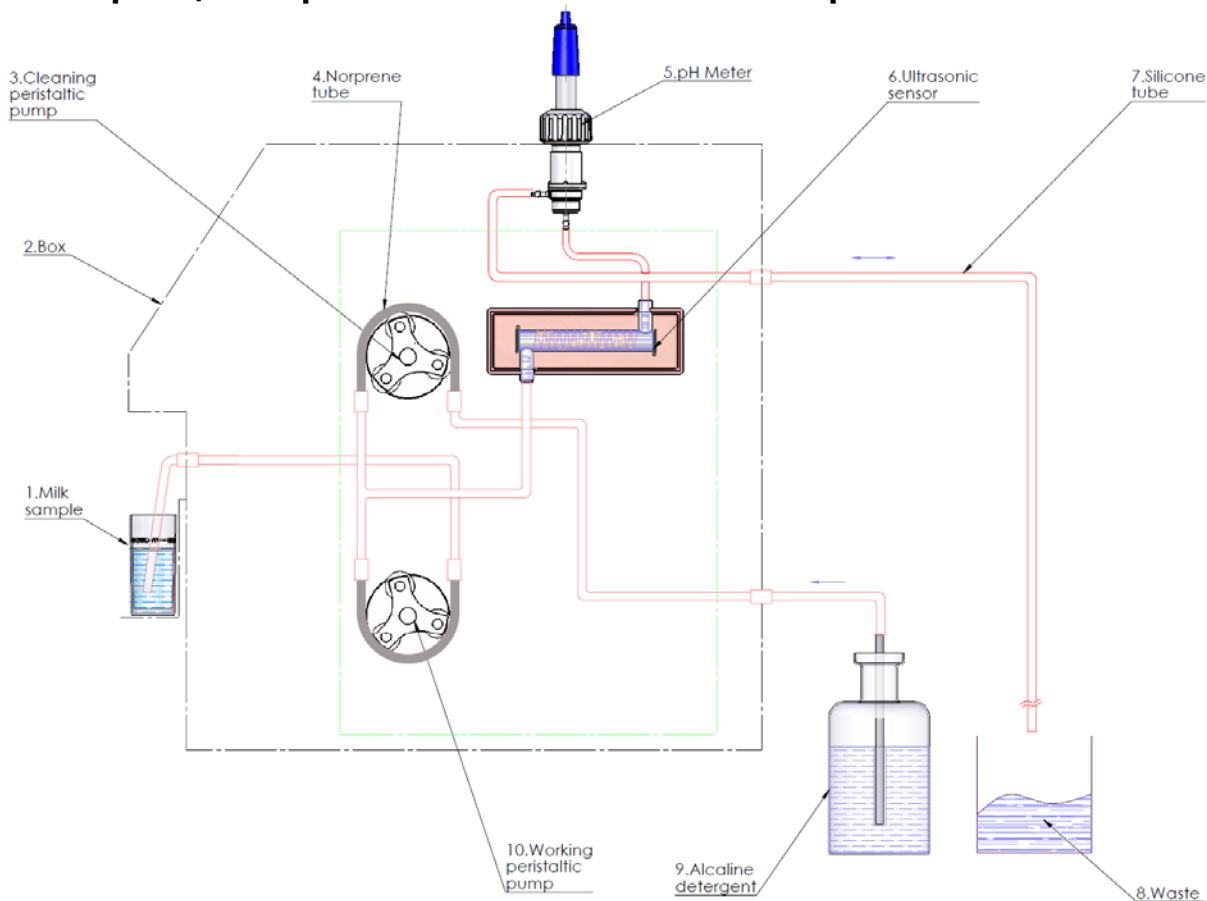 3.Cleaning
peristaltic
pump
4.Norprene
tube
5.pH Meter
6.Ultrasonic
sensor
7.Silicone
tube
2.Box
1.Milk
sample
10.Working
peristaltic
pump
9.Alcaline
detergent
8.Waste